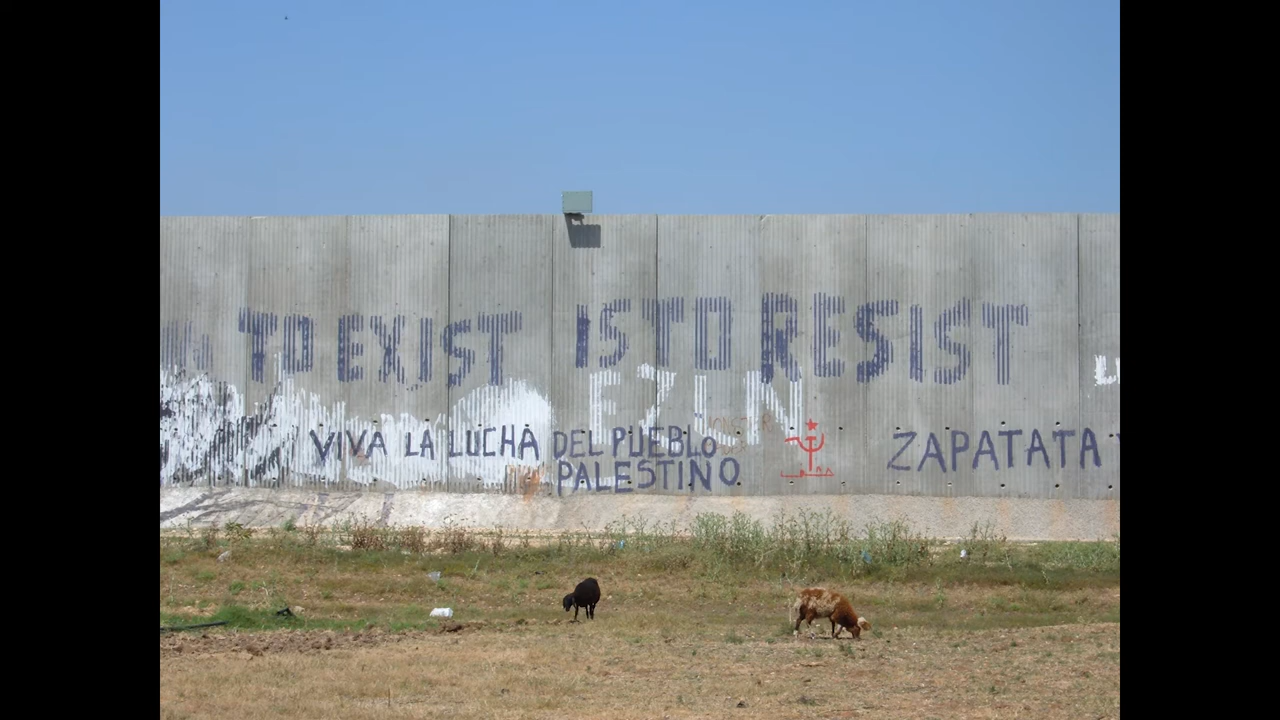 TO EXIST IS TO RESIST
EZLN
VIVA LA LUCHA DEL PUEBLO
PALESTINO
ZAPATATA